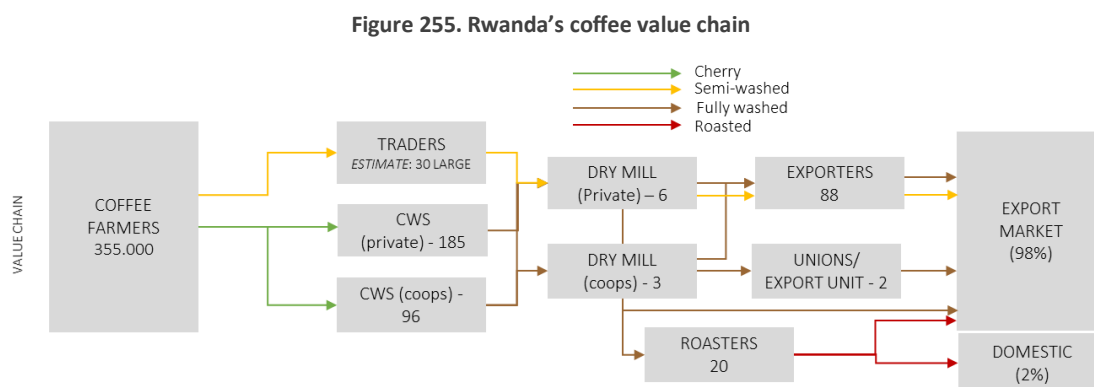 Figure 255. Rwanda's coffee value chain
Cherry
Semi-washed
Fully washed
Roasted
VALUE CHAIN
COFFEE
FARMERS
355.000
TRADERS
ESTIMATE: 30 LARGE
CWS
(private) - 185
CWS (coops) -
96
DRY MILL
(Private) – 6
DRY MILL
(coops) - 3
EXPORTERS
88
UNIONS/
EXPORT UNIT - 2
ROASTERS
20
EXPORT
MARKET
(98%)
DOMESTIC
(2%)